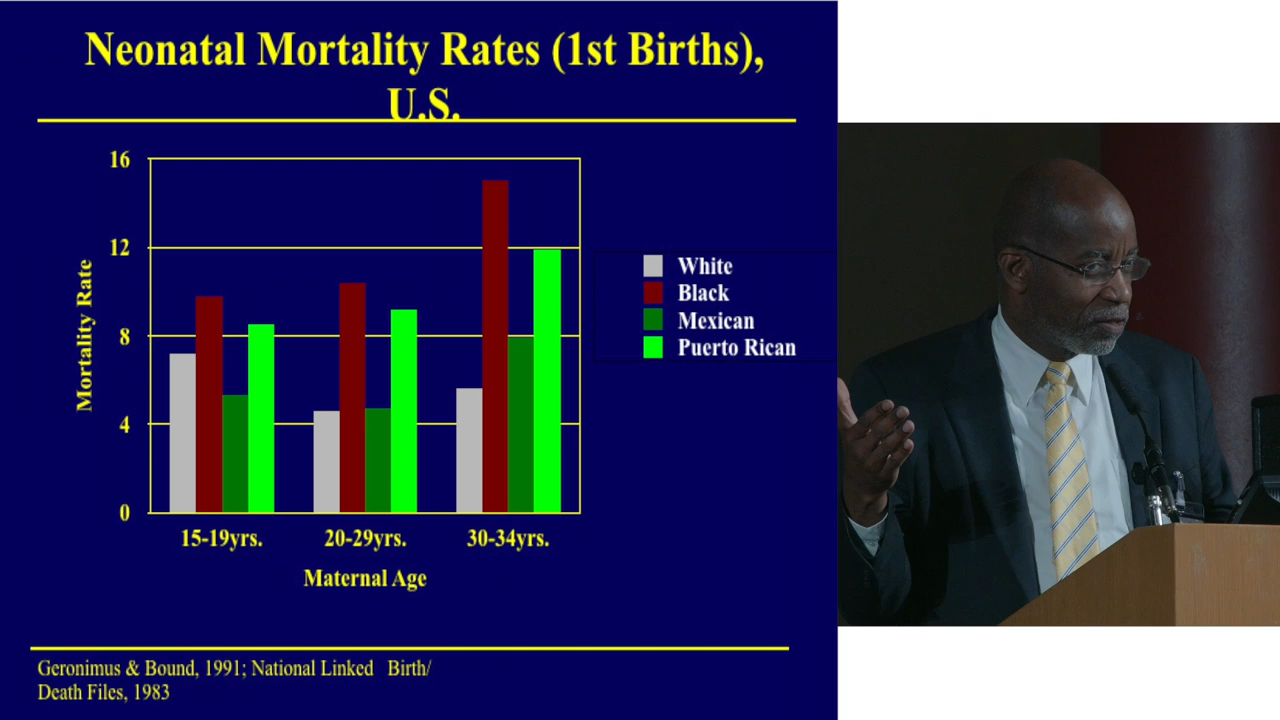 Neonatal Mortality Rates (1st Births),
U.S.
16
12
8
4
0
Mortality Rate
15-19yrs.
20-29yrs.
30-34yrs.
Maternal Age
White
Black
Mexican
Puerto Rican
Geronimus & Bound, 1991; National Linked Birth/
Death Files, 1983